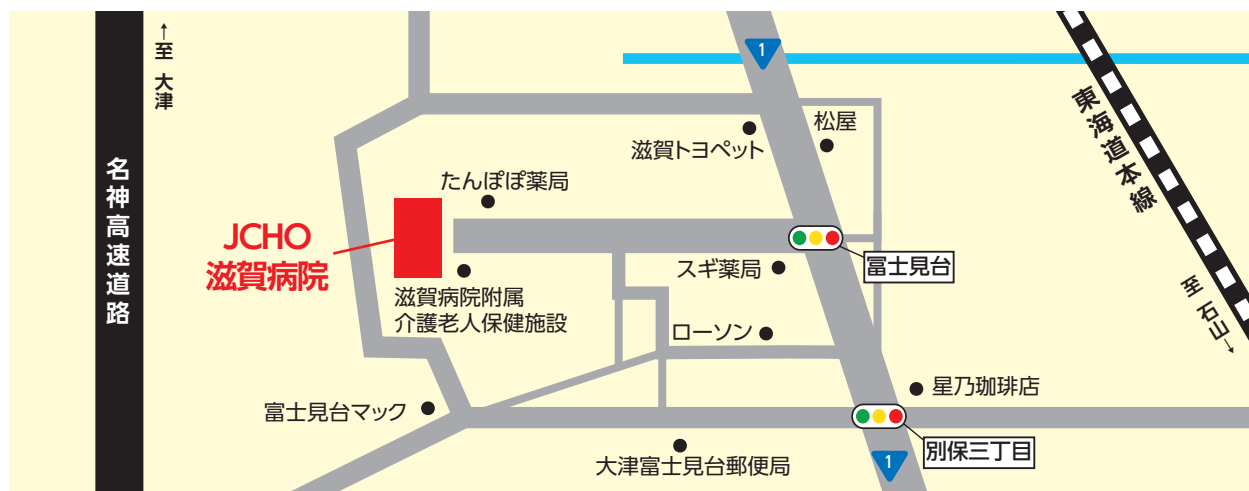 ↑至 大津
1
東海道本線
松屋
滋賀トヨペット
名神高速道路
たんぽぽ薬局
JCHO
滋賀病院
富士見台
スギ薬局
滋賀病院附属
介護老人保健施設
至 石山→
ローソン
星乃珈琲店
富士見台マック
別保三丁目
大津富士見台郵便局
1